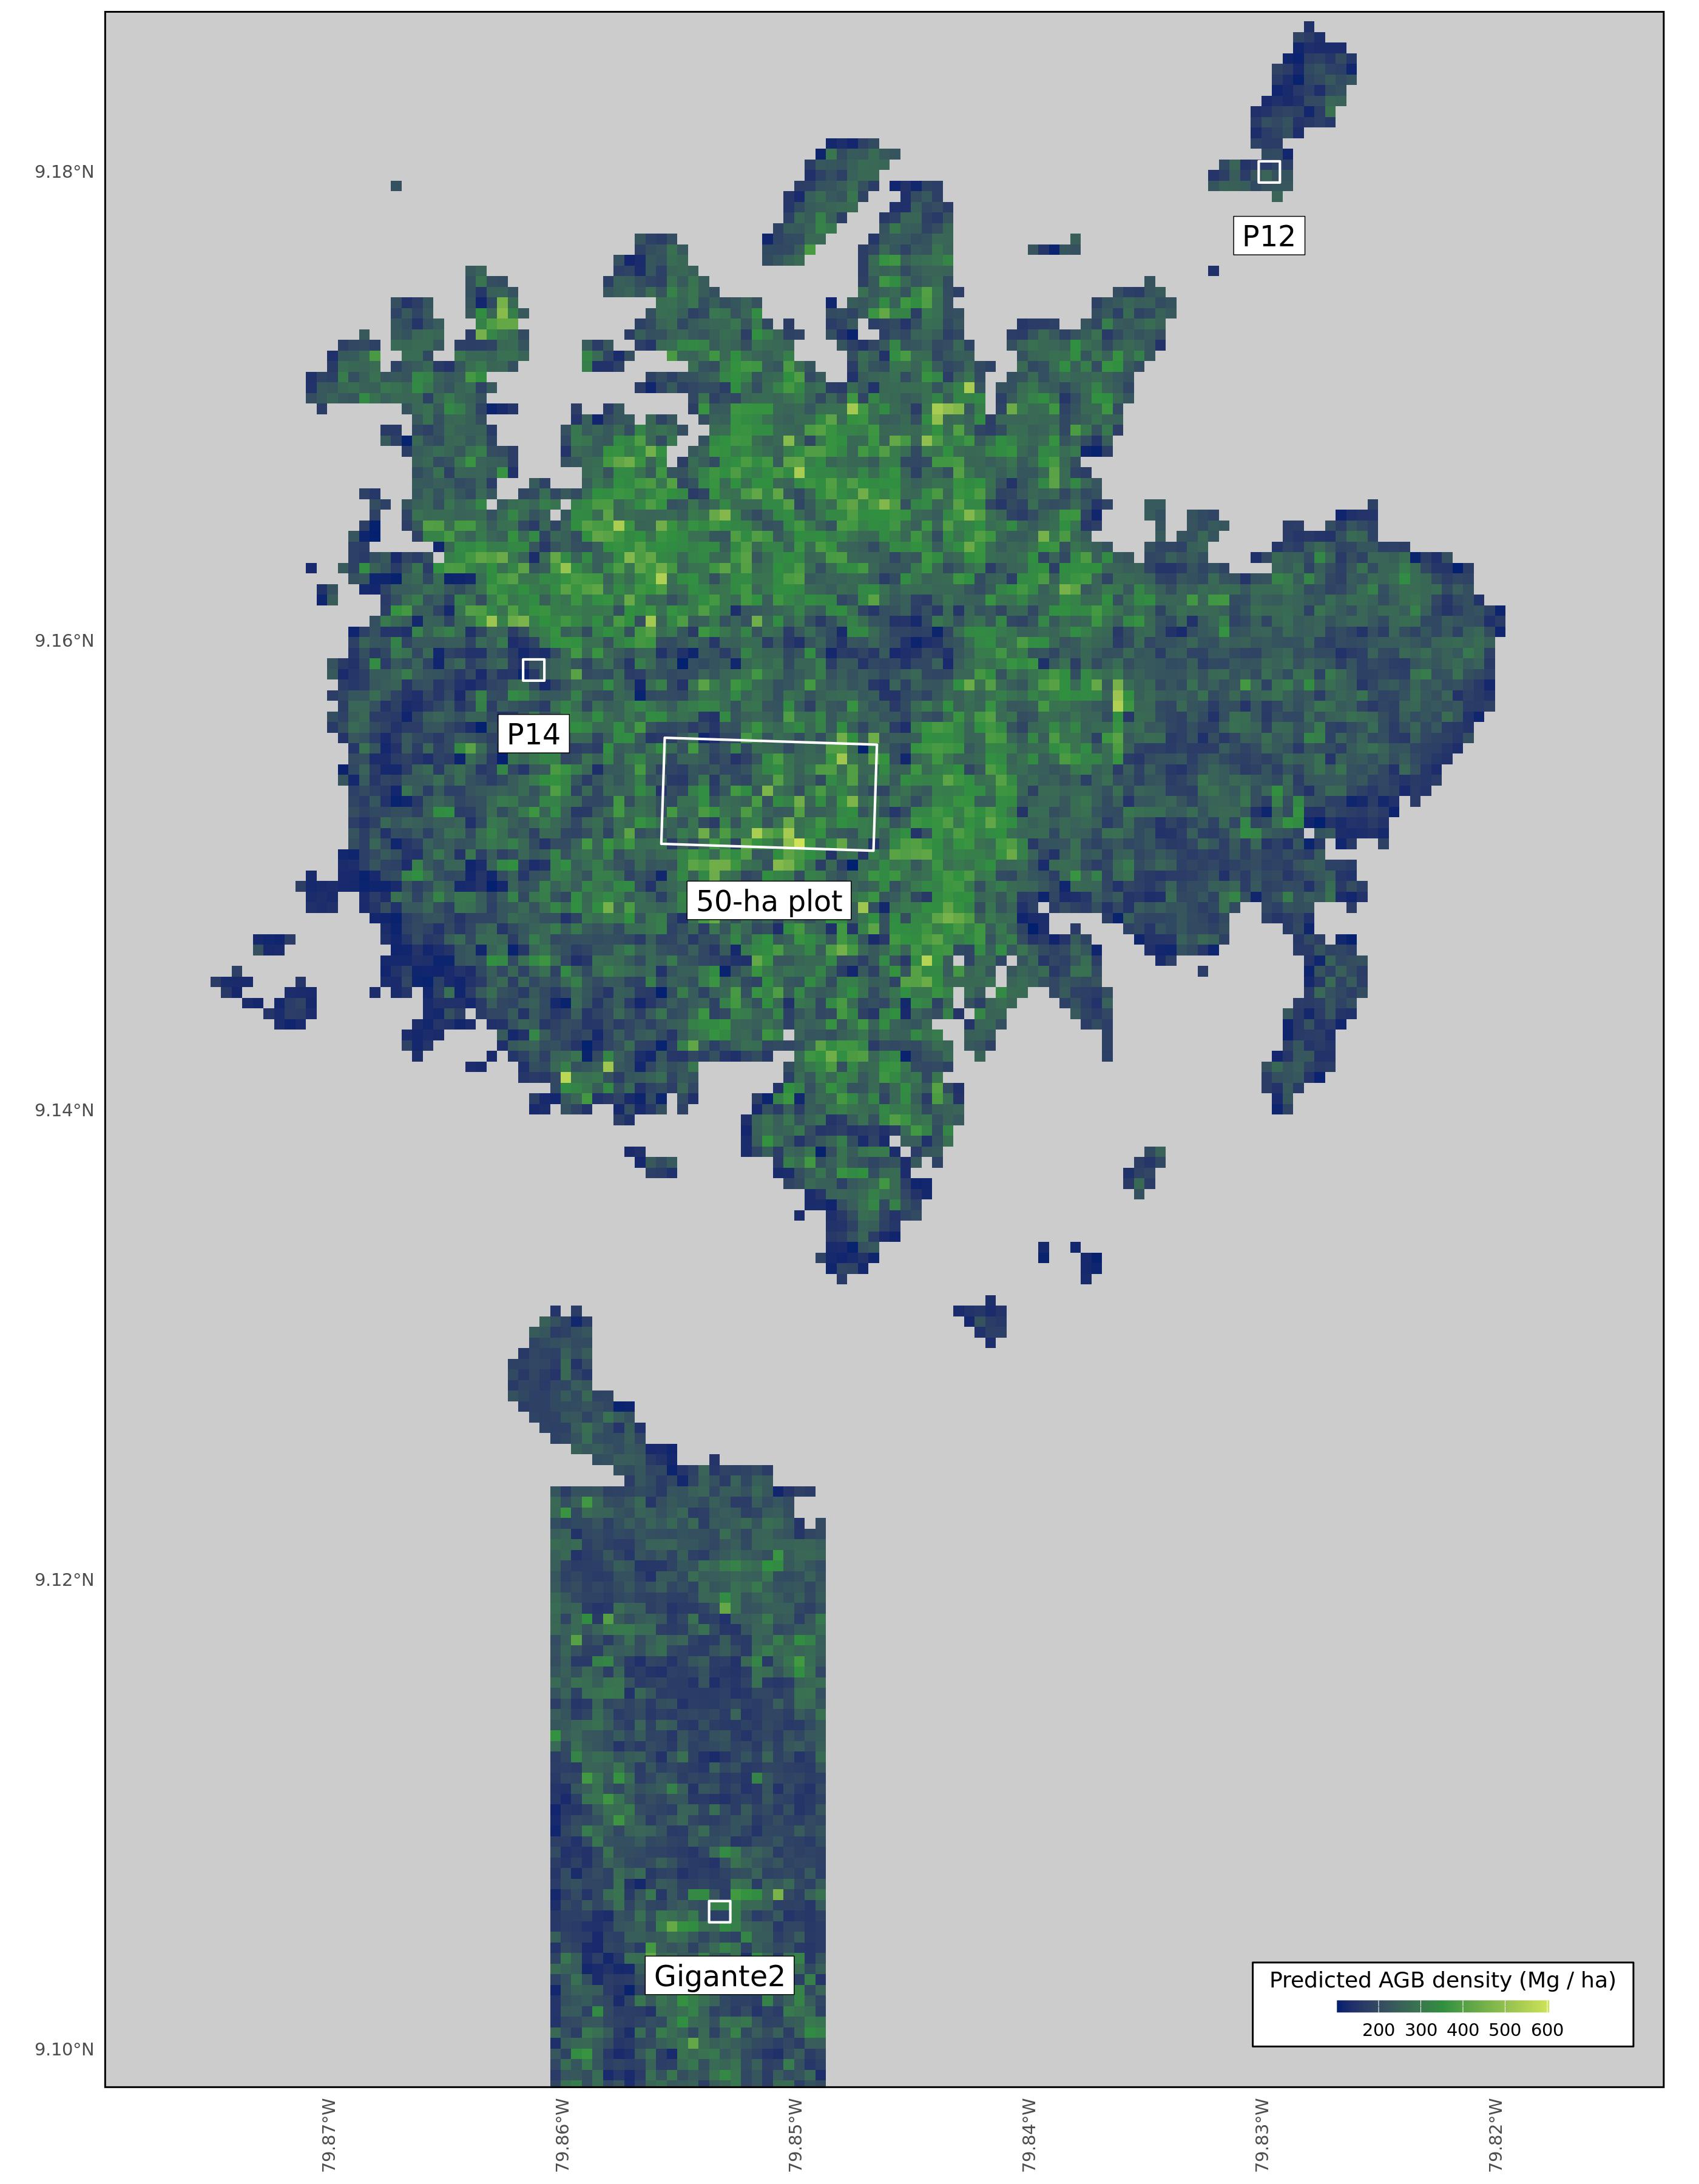 9.18°N
P12
9.16°N
P14
50-ha plot
9.14°N
9.12°N
Gigante2
Predicted AGB density (Mg / ha)
200 300 400 500 600
9.10°N
79.87°W 79.86°W 79.85°W 79.84°W 79.83°W 79.82°W